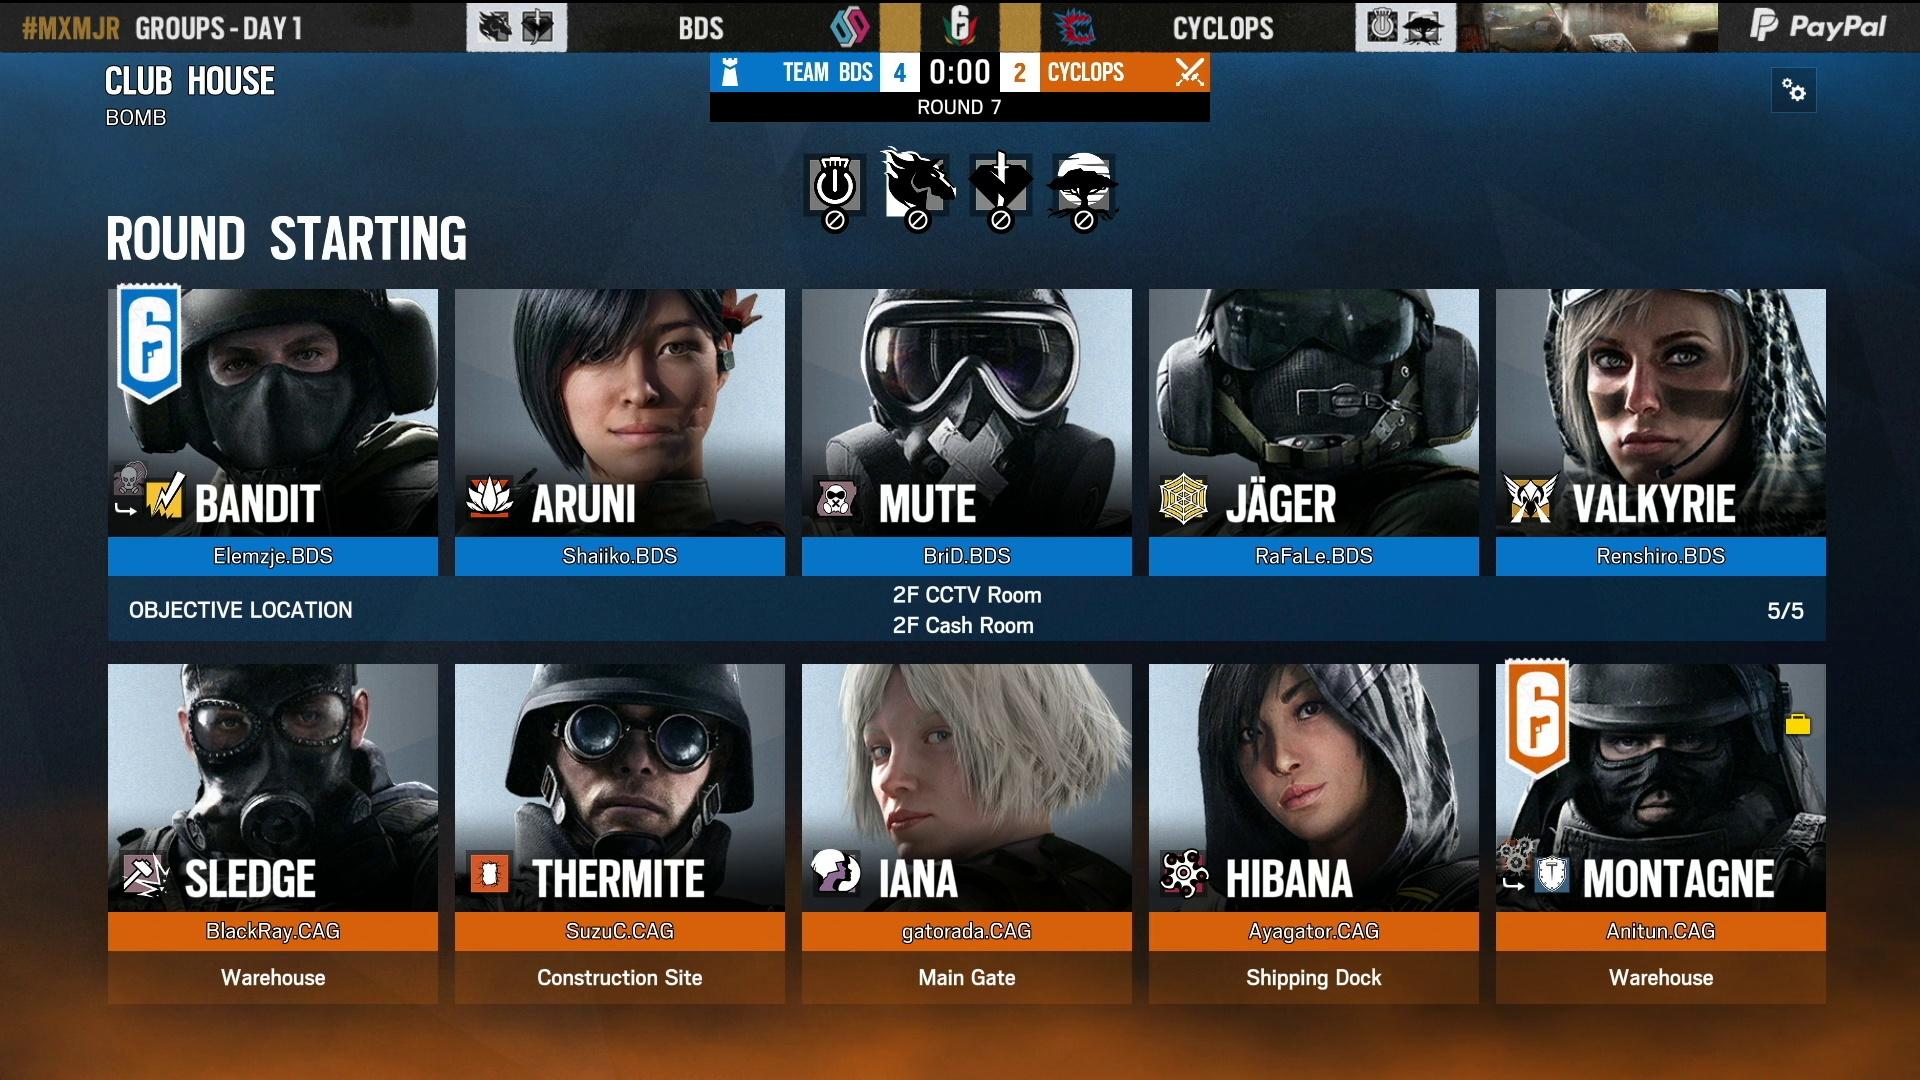 #MXMJR GROUPS - DAY 1
BDS
6
CYCLOPS
PayPal
CLUB HOUSE
BOMB
TEAM BDS 4 0:00 2 CYCLOPS
ROUND 7
ROUND STARTING
6
BANDIT
ARUNI
MUTE
JÄGER
VALKYRIE
Elemzje.BDS
Shaiiko.BDS
BriD.BDS
RaFaLe.BDS
Renshiro.BDS
OBJECTIVE LOCATION
2F CCTV Room
2F Cash Room
5/5
6
SLEDGE
THERMITE
IANA
HIBANA
MONTAGNE
BlackRay.CAG
SuzuC.CAG
gatorada.CAG
Ayagator.CAG
Anitun.CAG
Warehouse
Construction Site
Main Gate
Shipping Dock
Warehouse